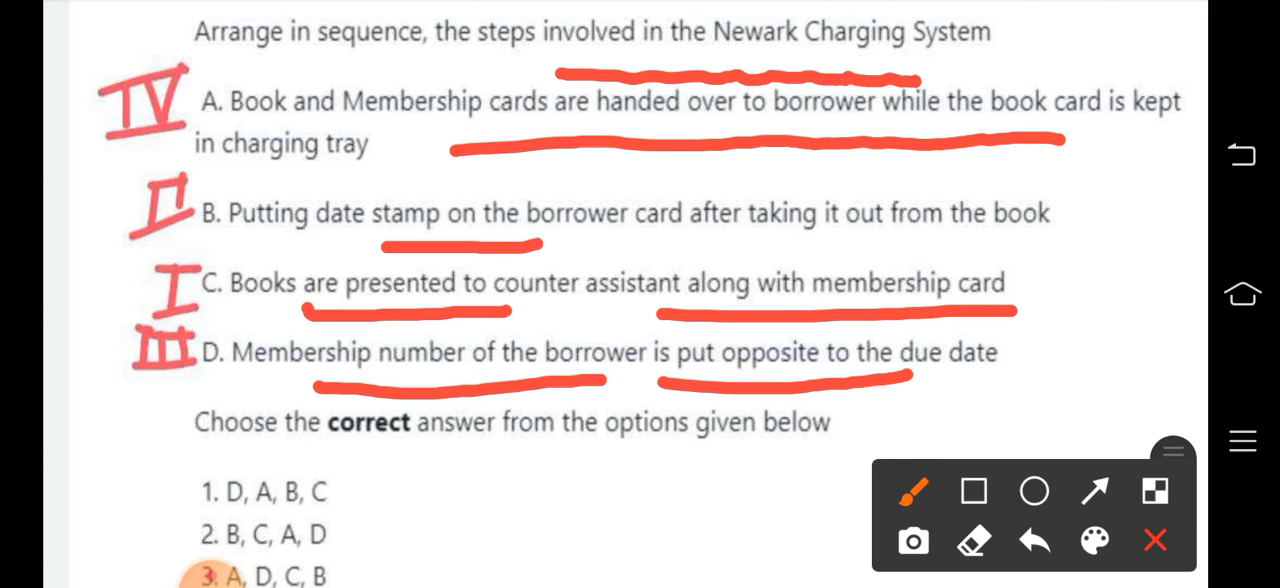 Arrange in sequence, the steps involved in the Newark Charging System
IV
A. Book and Membership cards are handed over to borrower while the book card is kept
in charging tray
II
B. Putting date stamp on the borrower card after taking it out from the book
I
C. Books are presented to counter assistant along with membership card
III
D. Membership number of the borrower is put opposite to the due date
Choose the correct answer from the options given below
1. D, A, B, C
2. B, C, A, D
3. A, D, C, B